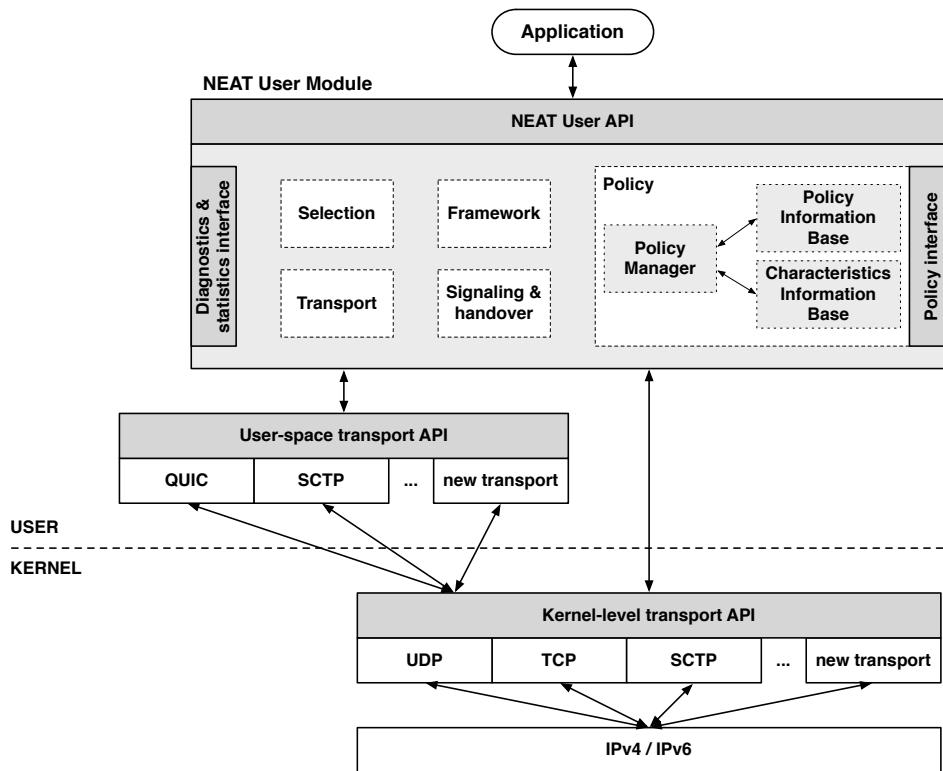 Application
NEAT User Module
NEAT User API
Diagnostics &
statistics interface
Selection
Framework
Transport
Signaling &
handover
Policy
Policy
Manager
Policy
Information
Base
Characteristics
Information
Base
Policy interface
User-space transport API
QUIC
SCTP
...
new transport
USER
KERNEL
Kernel-level transport API
UDP
TCP
SCTP
...
new transport
IPv4 / IPv6